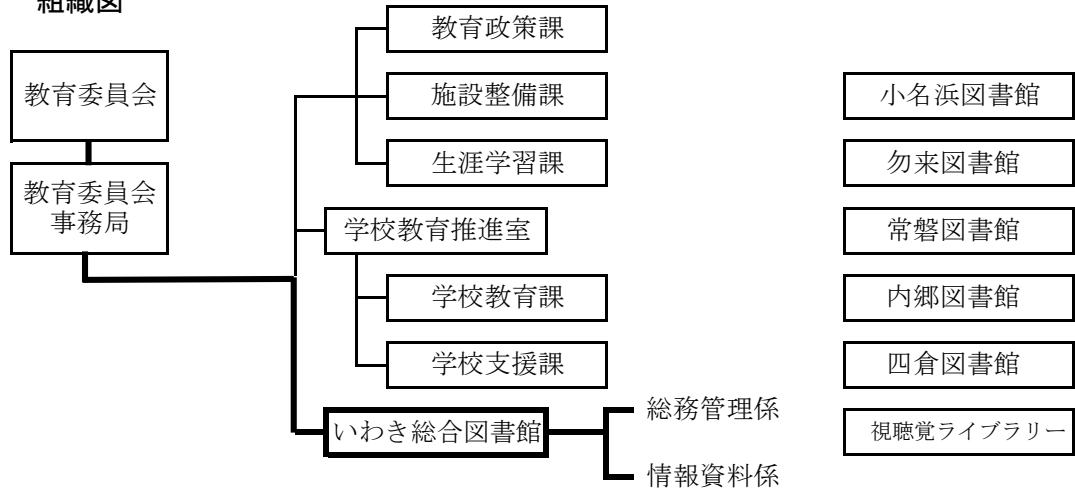 組織図
教育委員会
教育委員会
事務局
教育政策課
施設整備課
生涯学習課
学校教育推進室
学校教育課
学校支援課
いわき総合図書館
総務管理係
情報資料係
小名浜図書館
勿来図書館
常磐図書館
内郷図書館
四倉図書館
視聴覚ライブラリー